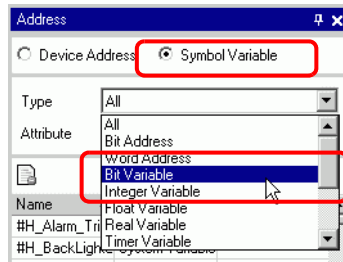 Address
Device Address Symbol Variable
Type All
Attribute
All
Bit Address
Word Address
Bit Variable
Integer Variable
Float Variable
Real Variable
Timer Variable
Name
#H_Alarm_Tri
#H_BackLigh